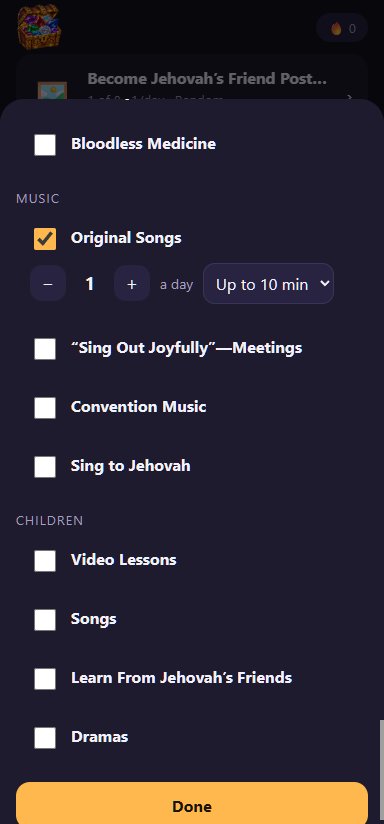 0
Become Jehovah's Friend Post...
Bloodless Medicine
MUSIC
Original Songs
− 1 + a day Up to 10 min
“Sing Out Joyfully”—Meetings
Convention Music
Sing to Jehovah
CHILDREN
Video Lessons
Songs
Learn From Jehovah's Friends
Dramas
Done